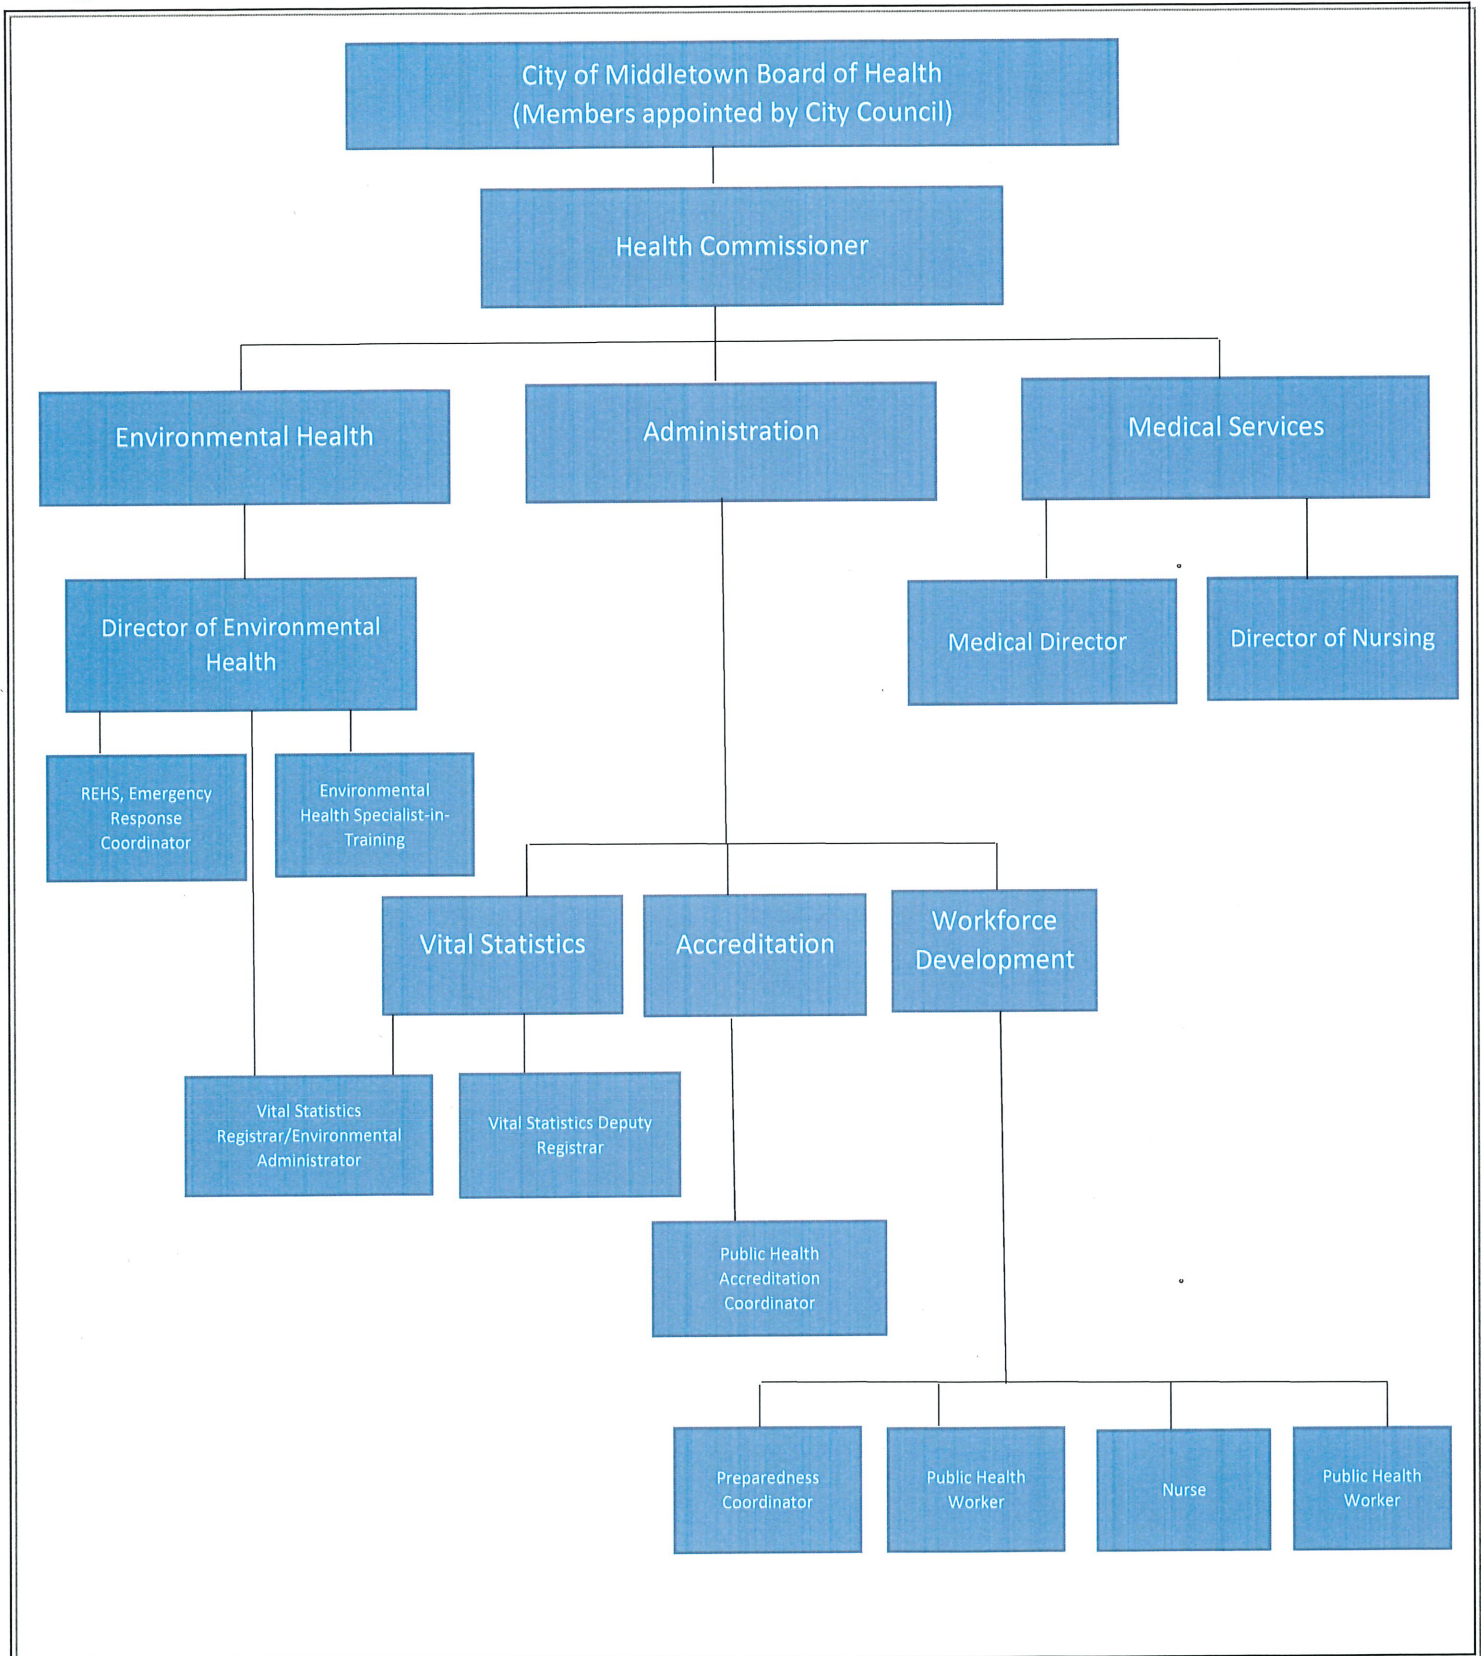 City of Middletown Board of Health
(Members appointed by City Council)
Health Commissioner
Environmental Health
Administration
Medical Services
Director of Environmental
Health
Medical Director
Director of Nursing
REHS, Emergency
Response
Coordinator
Environmental
Health Specialist-in-
Training
Vital Statistics
Accreditation
Workforce
Development
Vital Statistics
Registrar/Environmental
Administrator
Vital Statistics Deputy
Registrar
Public Health
Accreditation
Coordinator
Preparedness
Coordinator
Public Health
Worker
Nurse
Public Health
Worker